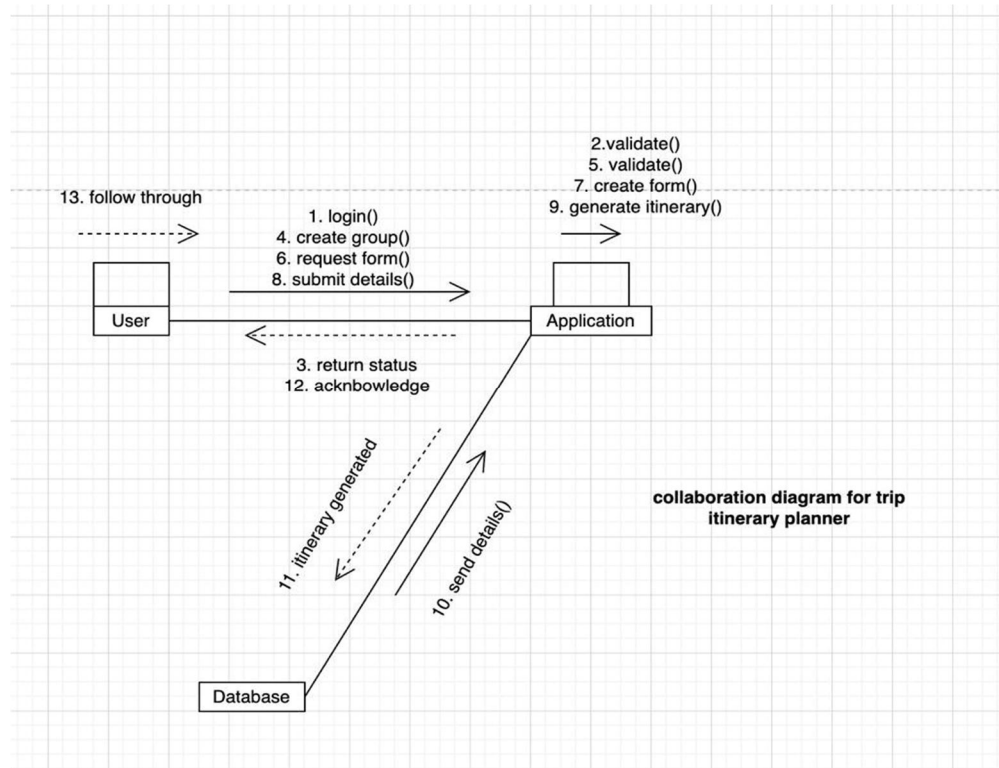 2.validate()
5. validate()
7. create form()
9. generate itinerary()
13. follow through
1. login()
4. create group()
6. request form()
8. submit details()
User
Application
3. return status
12. acknbowledge
11. itinerary generated
10. send details()
collaboration diagram for trip
itinerary planner
Database